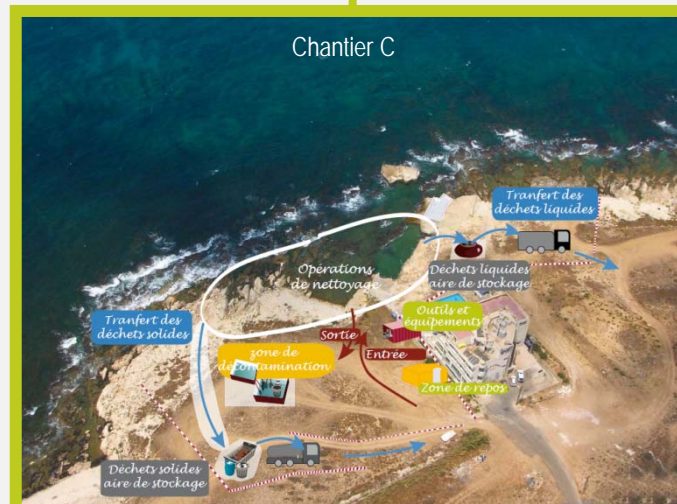 Chantier C
Tranfert des
déchets liquides
Opérations
de nettoyage
Déchets liquides
aire de stockage
Tranfert des
déchets solides
Outils et
équipements
Sortie
Entrée
zone de
décontamination
Zone de repos
Déchets solides
aire de stockage